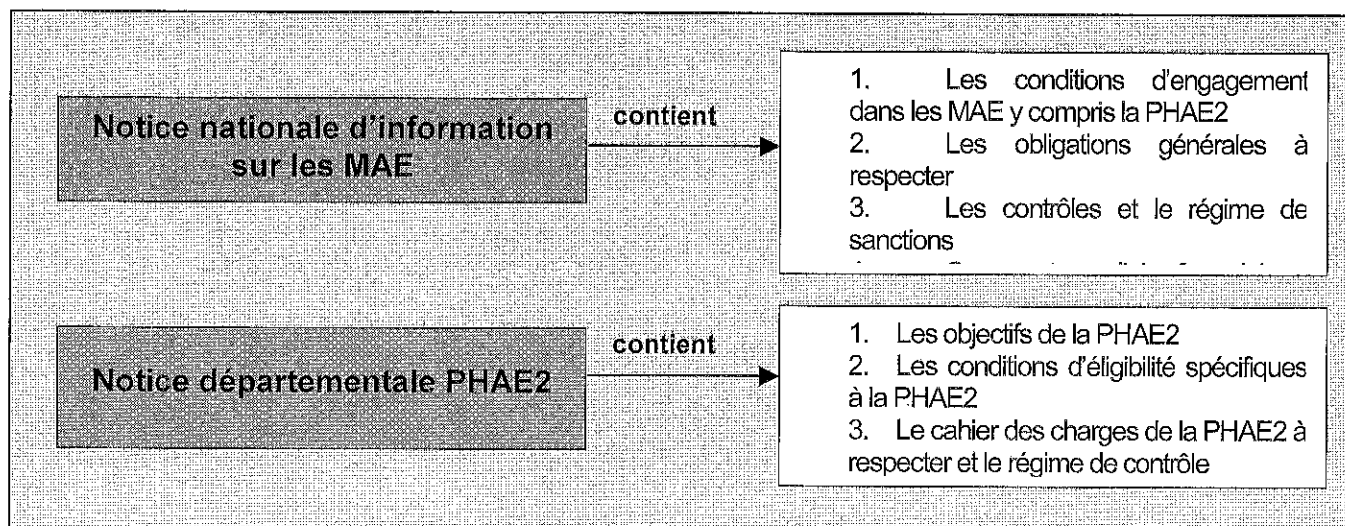 Notice nationale d'information
sur les MAE
contient
1. Les conditions d'engagement
dans les MAE y compris la PHAE2
2. Les obligations générales à
respecter
3. Les contrôles et le régime de
sanctions
Notice départementale PHAE2
contient
1. Les objectifs de la PHAE2
2. Les conditions d'éligibilité spécifiques
à la PHAE2
3. Le cahier des charges de la PHAE2 à
respecter et le régime de contrôle